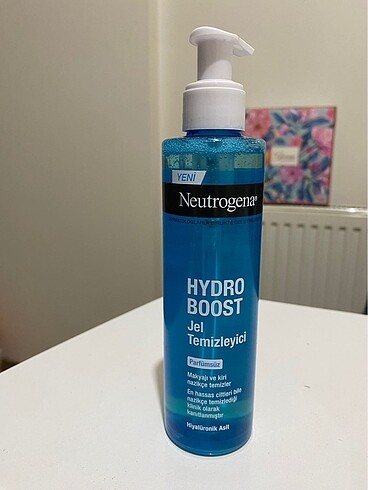 YENİ
Neutrogena®
HYDRO
BOOST
Jel
Temizleyici
Parfümsüz
Makyajı ve kiri
nazikçe temizler
En hassas ciltleri bile
nazikçe temizlediği
klinik olarak
kanıtlanmıştır
Hiyalüronik Asit